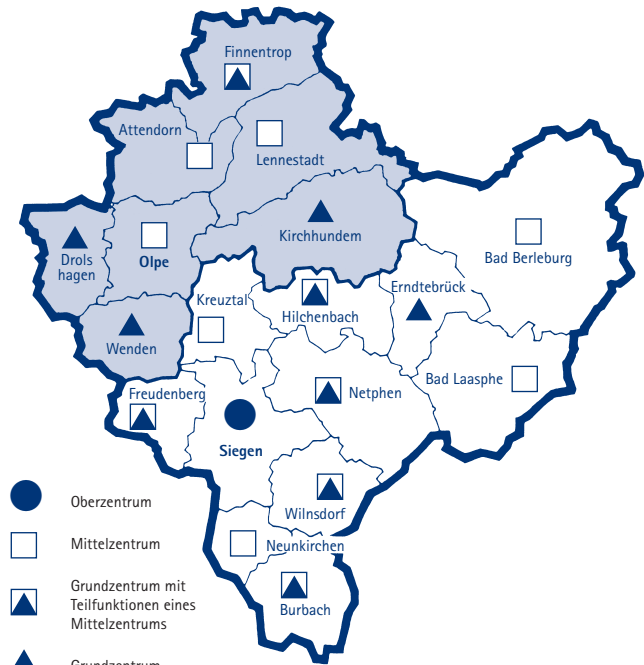 Finnentrop
Attendorn
Lennestadt
Kirchhundem
Drols
hagen
Olpe
Bad Berleburg
Kreuztal
Hilchenbach
Erndtebrück
Wenden
Freudenberg
Netphen
Bad Laasphe
Siegen
Wilnsdorf
Neunkirchen
Burbach
Oberzentrum
Mittelzentrum
Grundzentrum mit
Teilfunktionen eines
Mittelzentrums
Grundzentrum